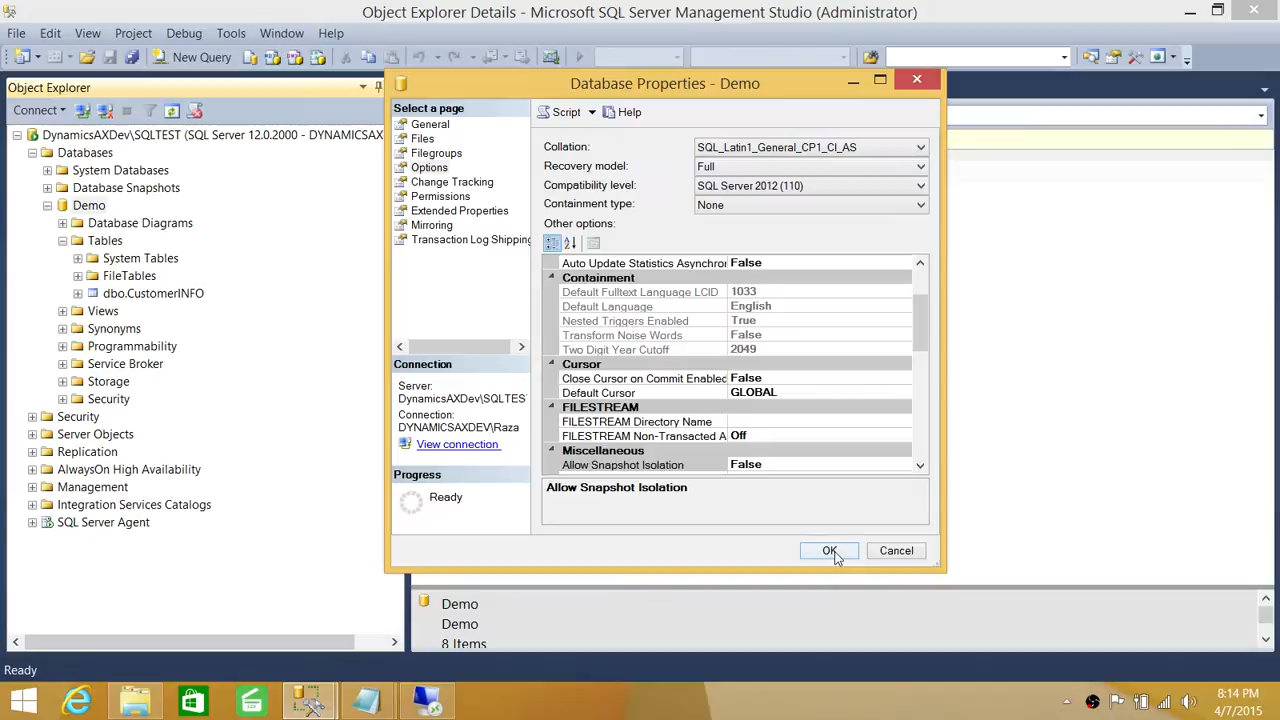 Object Explorer Details - Microsoft SQL Server Management Studio (Administrator)
File Edit View Project Debug Tools Window Help
New Query
Object Explorer
Connect
DynamicsAXDev\SQLTEST (SQL Server 12.0.2000 - DYNAMICSAX
Databases
System Databases
Database Snapshots
Demo
Database Diagrams
Tables
System Tables
FileTables
dbo.CustomerINFO
Views
Synonyms
Programmability
Service Broker
Storage
Security
Security
Server Objects
Replication
AlwaysOn High Availability
Management
Integration Services Catalogs
SQL Server Agent
Database Properties - Demo
Select a page
General
Files
Filegroups
Options
Change Tracking
Permissions
Extended Properties
Mirroring
Transaction Log Shipping
Connection
Server:
DynamicsAXDev\SQLTEST
Connection:
DYNAMICSAXDEV\Raza
View connection
Progress
Ready
Script Help
Collation: SQL_Latin1_General_CP1_CI_AS
Recovery model: Full
Compatibility level: SQL Server 2012 (110)
Containment type: None
Other options:
Auto Update Statistics Asynchron False
Containment
Default Fulltext Language LCID 1033
Default Language English
Nested Triggers Enabled True
Transform Noise Words False
Two Digit Year Cutoff 2049
Cursor
Close Cursor on Commit Enabled False
Default Cursor GLOBAL
FILESTREAM
FILESTREAM Directory Name
FILESTREAM Non-Transacted A Off
Miscellaneous
Allow Snapshot Isolation False
Allow Snapshot Isolation
OK Cancel
Demo
Demo
8 Items
Ready
8:14 PM
4/7/2015